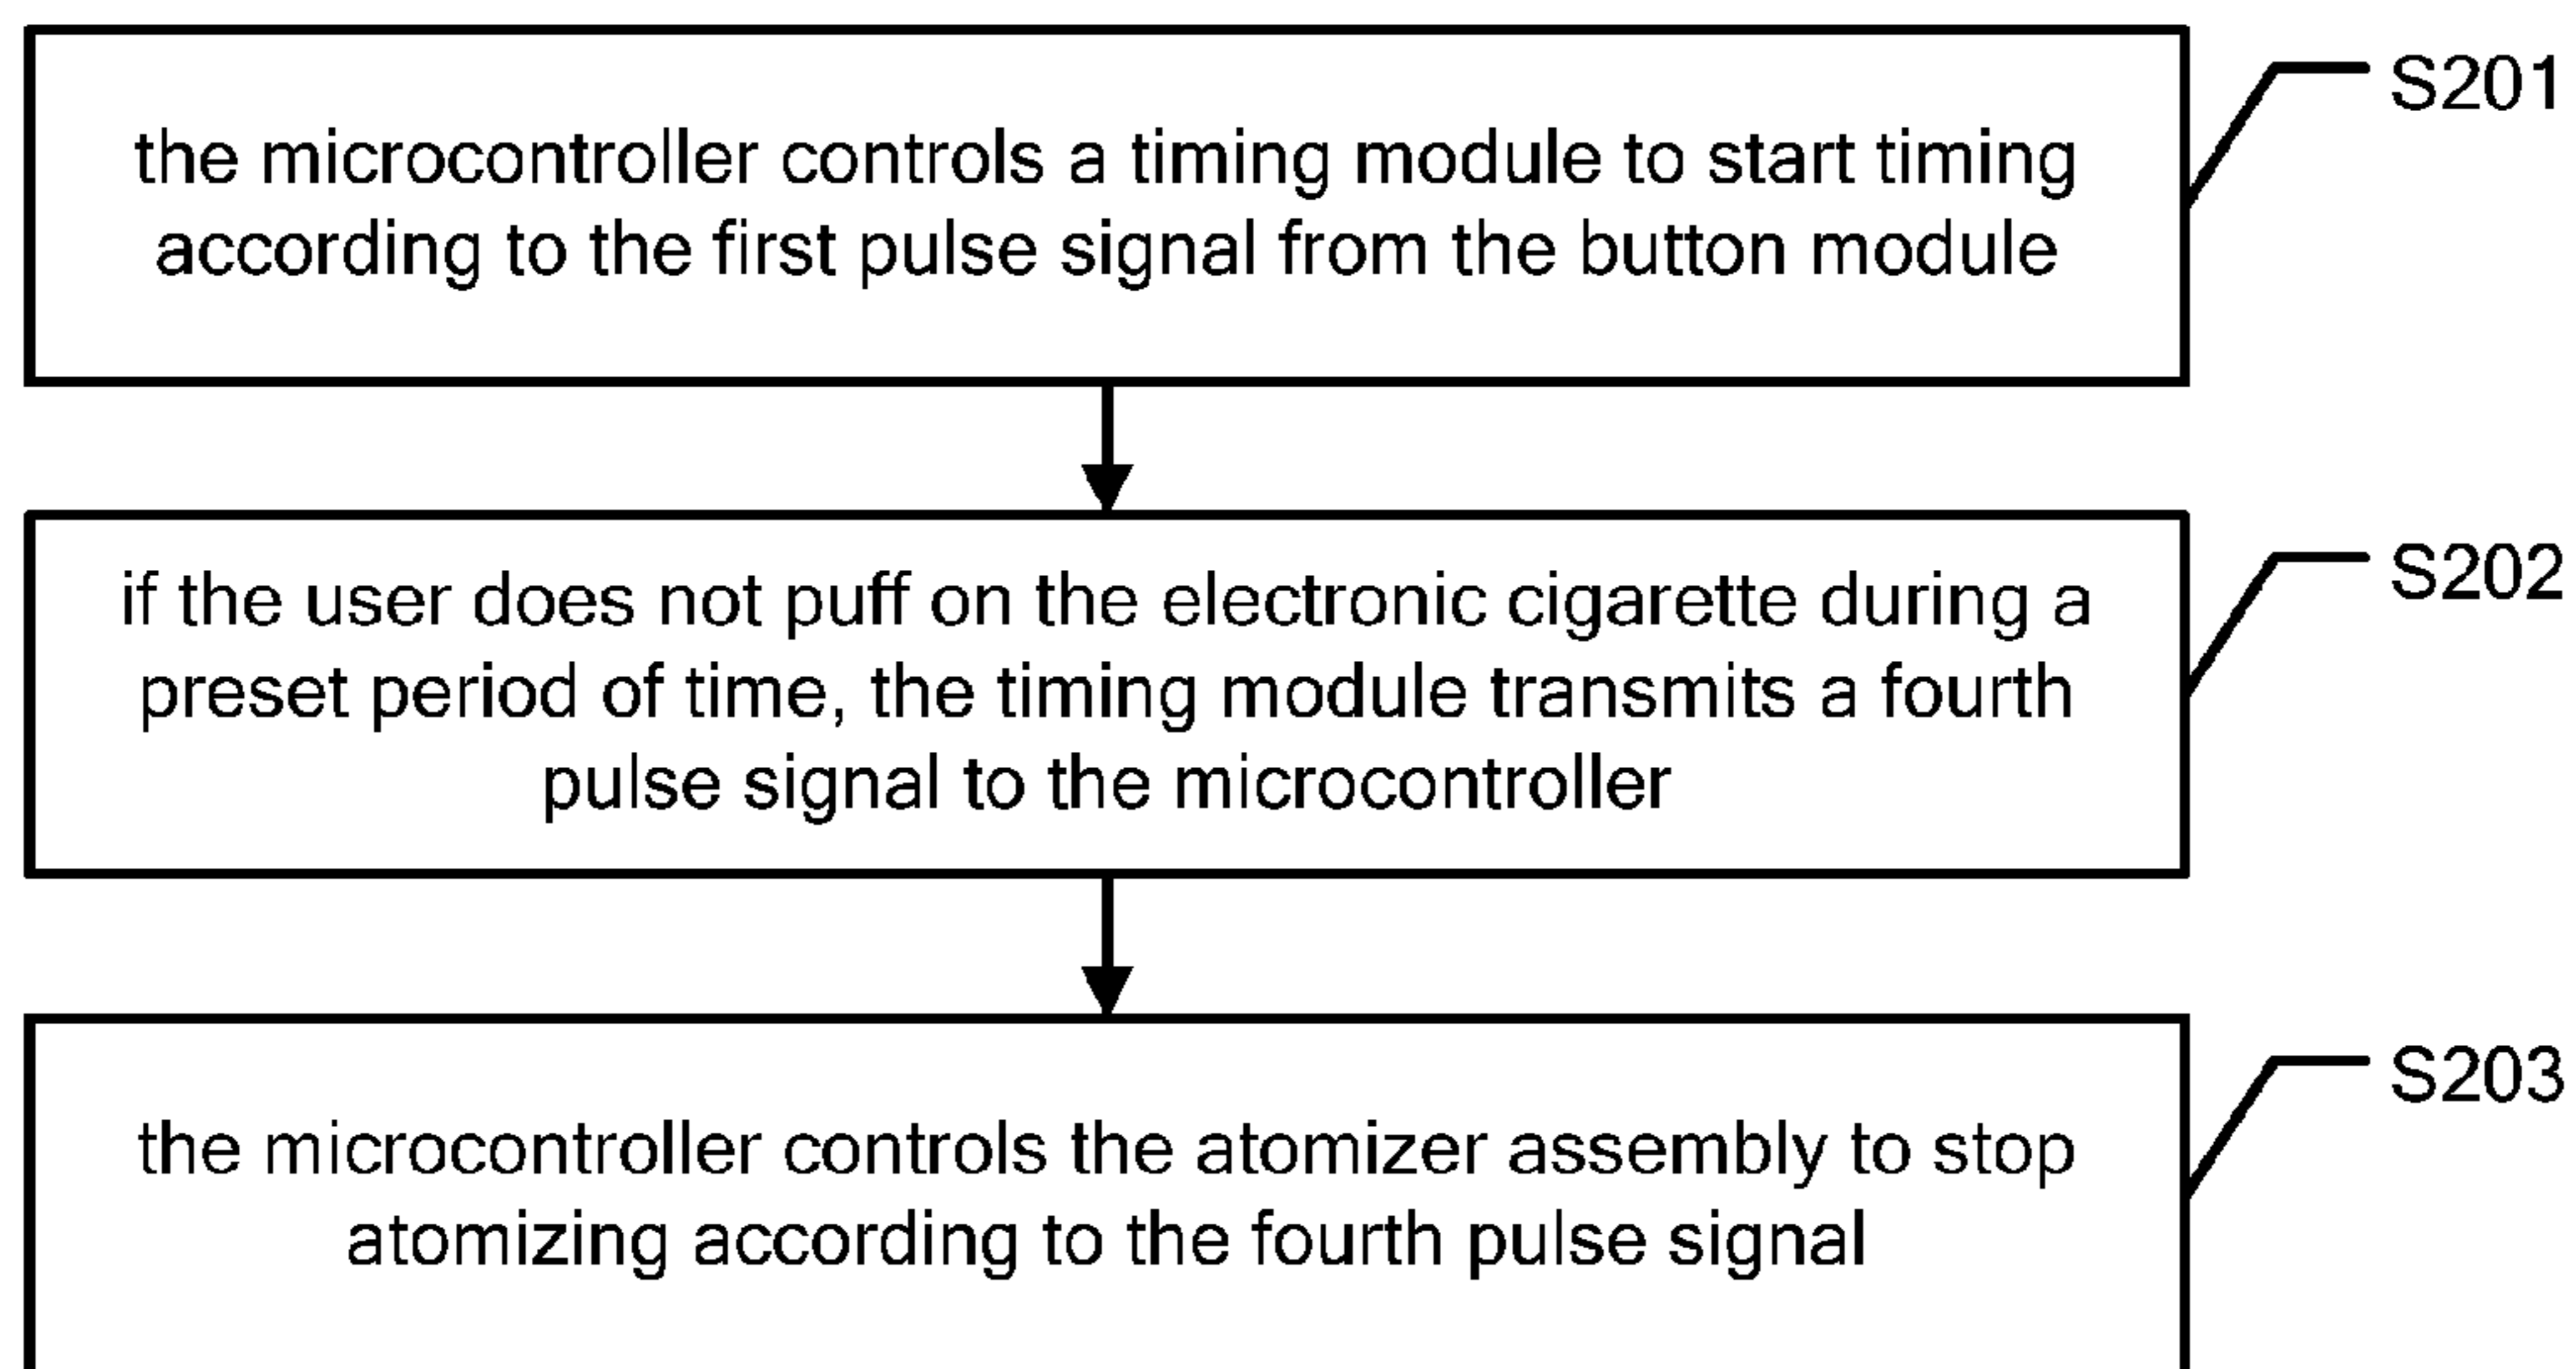 S201
the microcontroller controls a timing module to start timing
according to the first pulse signal from the button module
S202
if the user does not puff on the electronic cigarette during a
preset period of time, the timing module transmits a fourth
pulse signal to the microcontroller
S203
the microcontroller controls the atomizer assembly to stop
atomizing according to the fourth pulse signal